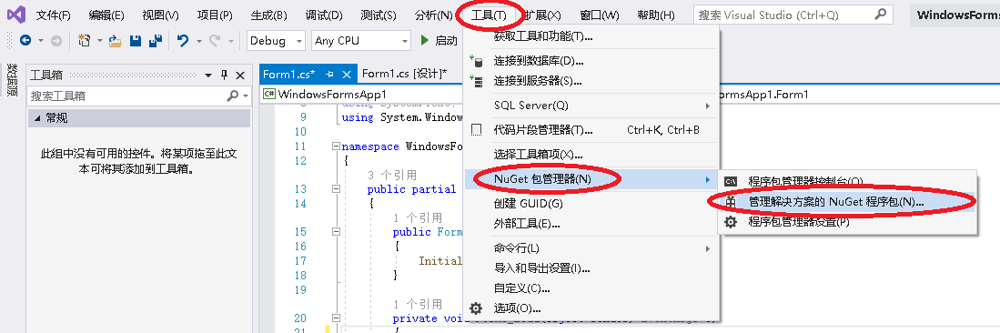 文件(F) 编辑(E) 视图(V) 项目(P) 生成(B) 调试(D) 测试(S) 分析(N) 工具(T) 扩展(X) 窗口(W) 帮助(H) 搜索 Visual Studio (Ctrl+Q) WindowsForms
Debug Any CPU 启动
获取工具和功能(T)...
连接到数据库(D)...
连接到服务器(S)...
SQL Server(Q)
代码片段管理器(T)... Ctrl+K, Ctrl+B
选择工具箱项(X)...
NuGet 包管理器(N)
创建 GUID(G)
外部工具(E)...
命令行(L)
导入和导出设置(I)...
自定义(C)...
选项(O)...
程序包管理器控制台(O)
管理解决方案的 NuGet 程序包(N)...
程序包管理器设置(P)
工具箱
搜索工具箱
常规
此组中没有可用的控件。将某项拖至此文
本可将其添加到工具箱。
Form1.cs* Form1.cs [设计]*
C# WindowsFormsApp1 rmsApp1.Form1
8
9 using System.Window
10
11 namespace WindowsFo
12 {
3 个引用
13 public partial
14 {
1 个引用
15 public Form
16 {
17 Initial
18 }
19
1 个引用
20 private void
21 {